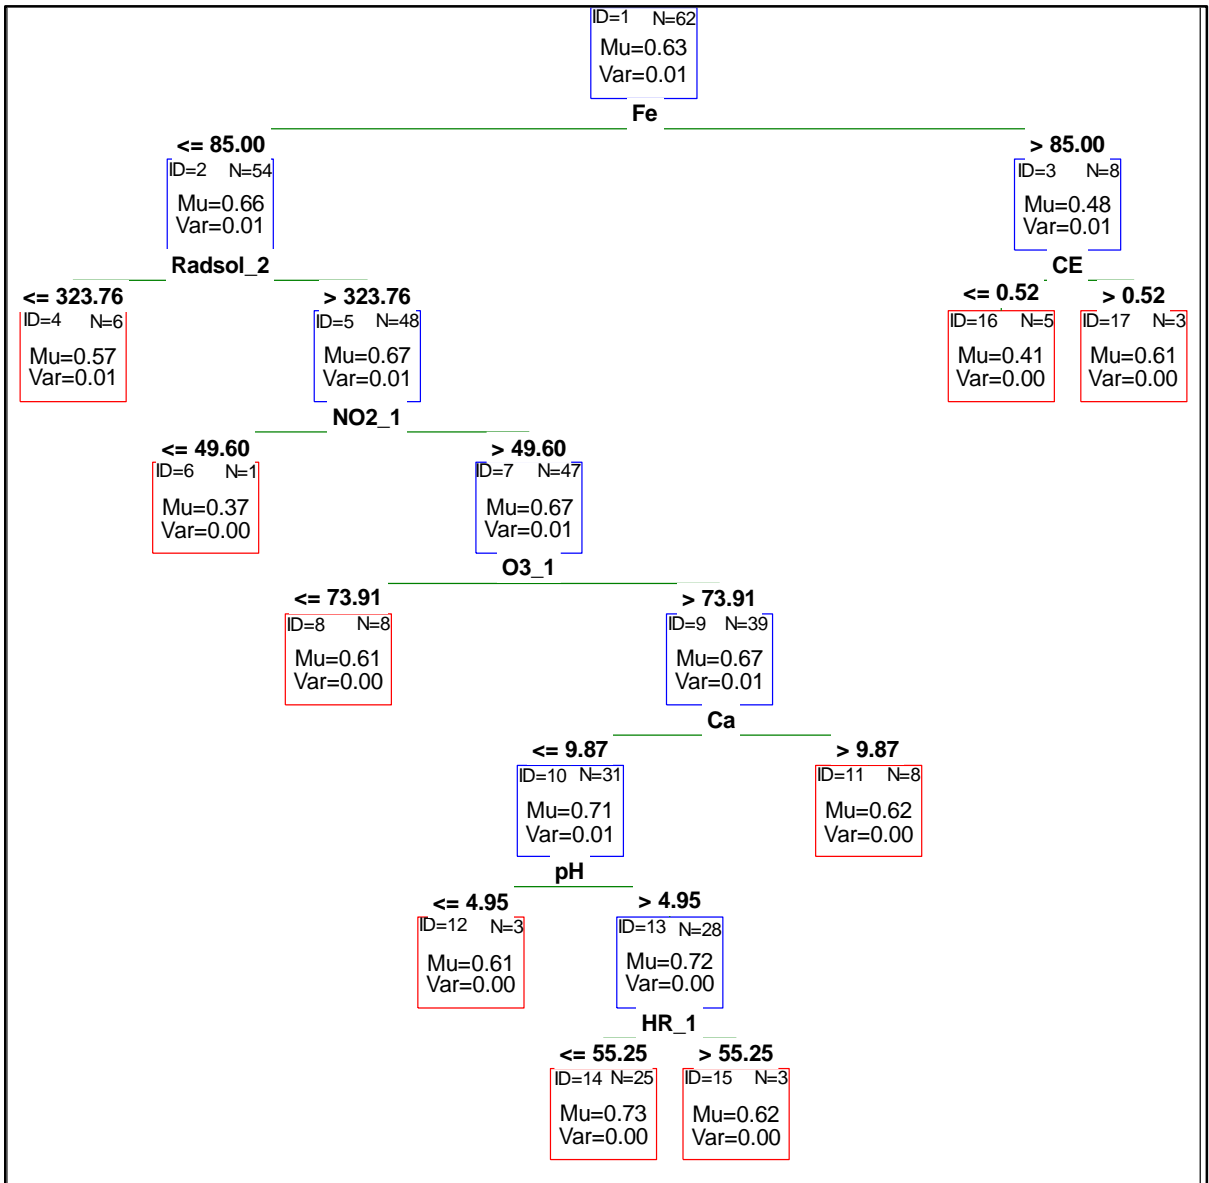 ID=1 N=62
Mu=0.63
Var=0.01
Fe
<= 85.00 > 85.00
ID=2 N=54 ID=3 N=8
Mu=0.66 Mu=0.48
Var=0.01 Var=0.01
Radsol_2 CE
<= 323.76 > 323.76 <= 0.52 > 0.52
ID=4 N=6 ID=5 N=48 ID=16 N=5 ID=17 N=3
Mu=0.57 Mu=0.67 Mu=0.41 Mu=0.61
Var=0.01 Var=0.01 Var=0.00 Var=0.00
NO2_1
<= 49.60 > 49.60
ID=6 N=1 ID=7 N=47
Mu=0.37 Mu=0.67
Var=0.00 Var=0.01
O3_1
<= 73.91 > 73.91
ID=8 N=8 ID=9 N=39
Mu=0.61 Mu=0.67
Var=0.00 Var=0.01
Ca
<= 9.87 > 9.87
ID=10 N=31 ID=11 N=8
Mu=0.71 Mu=0.62
Var=0.01 Var=0.00
pH
<= 4.95 > 4.95
ID=12 N=3 ID=13 N=28
Mu=0.61 Mu=0.72
Var=0.00 Var=0.00
HR_1
<= 55.25 > 55.25
ID=14 N=25 ID=15 N=3
Mu=0.73 Mu=0.62
Var=0.00 Var=0.00